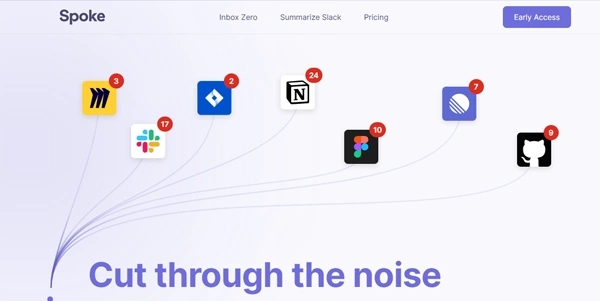 Spoke
Inbox Zero
Summarize Slack
Pricing
Early Access
3
2
24
7
17
10
9
N
Cut through the noise